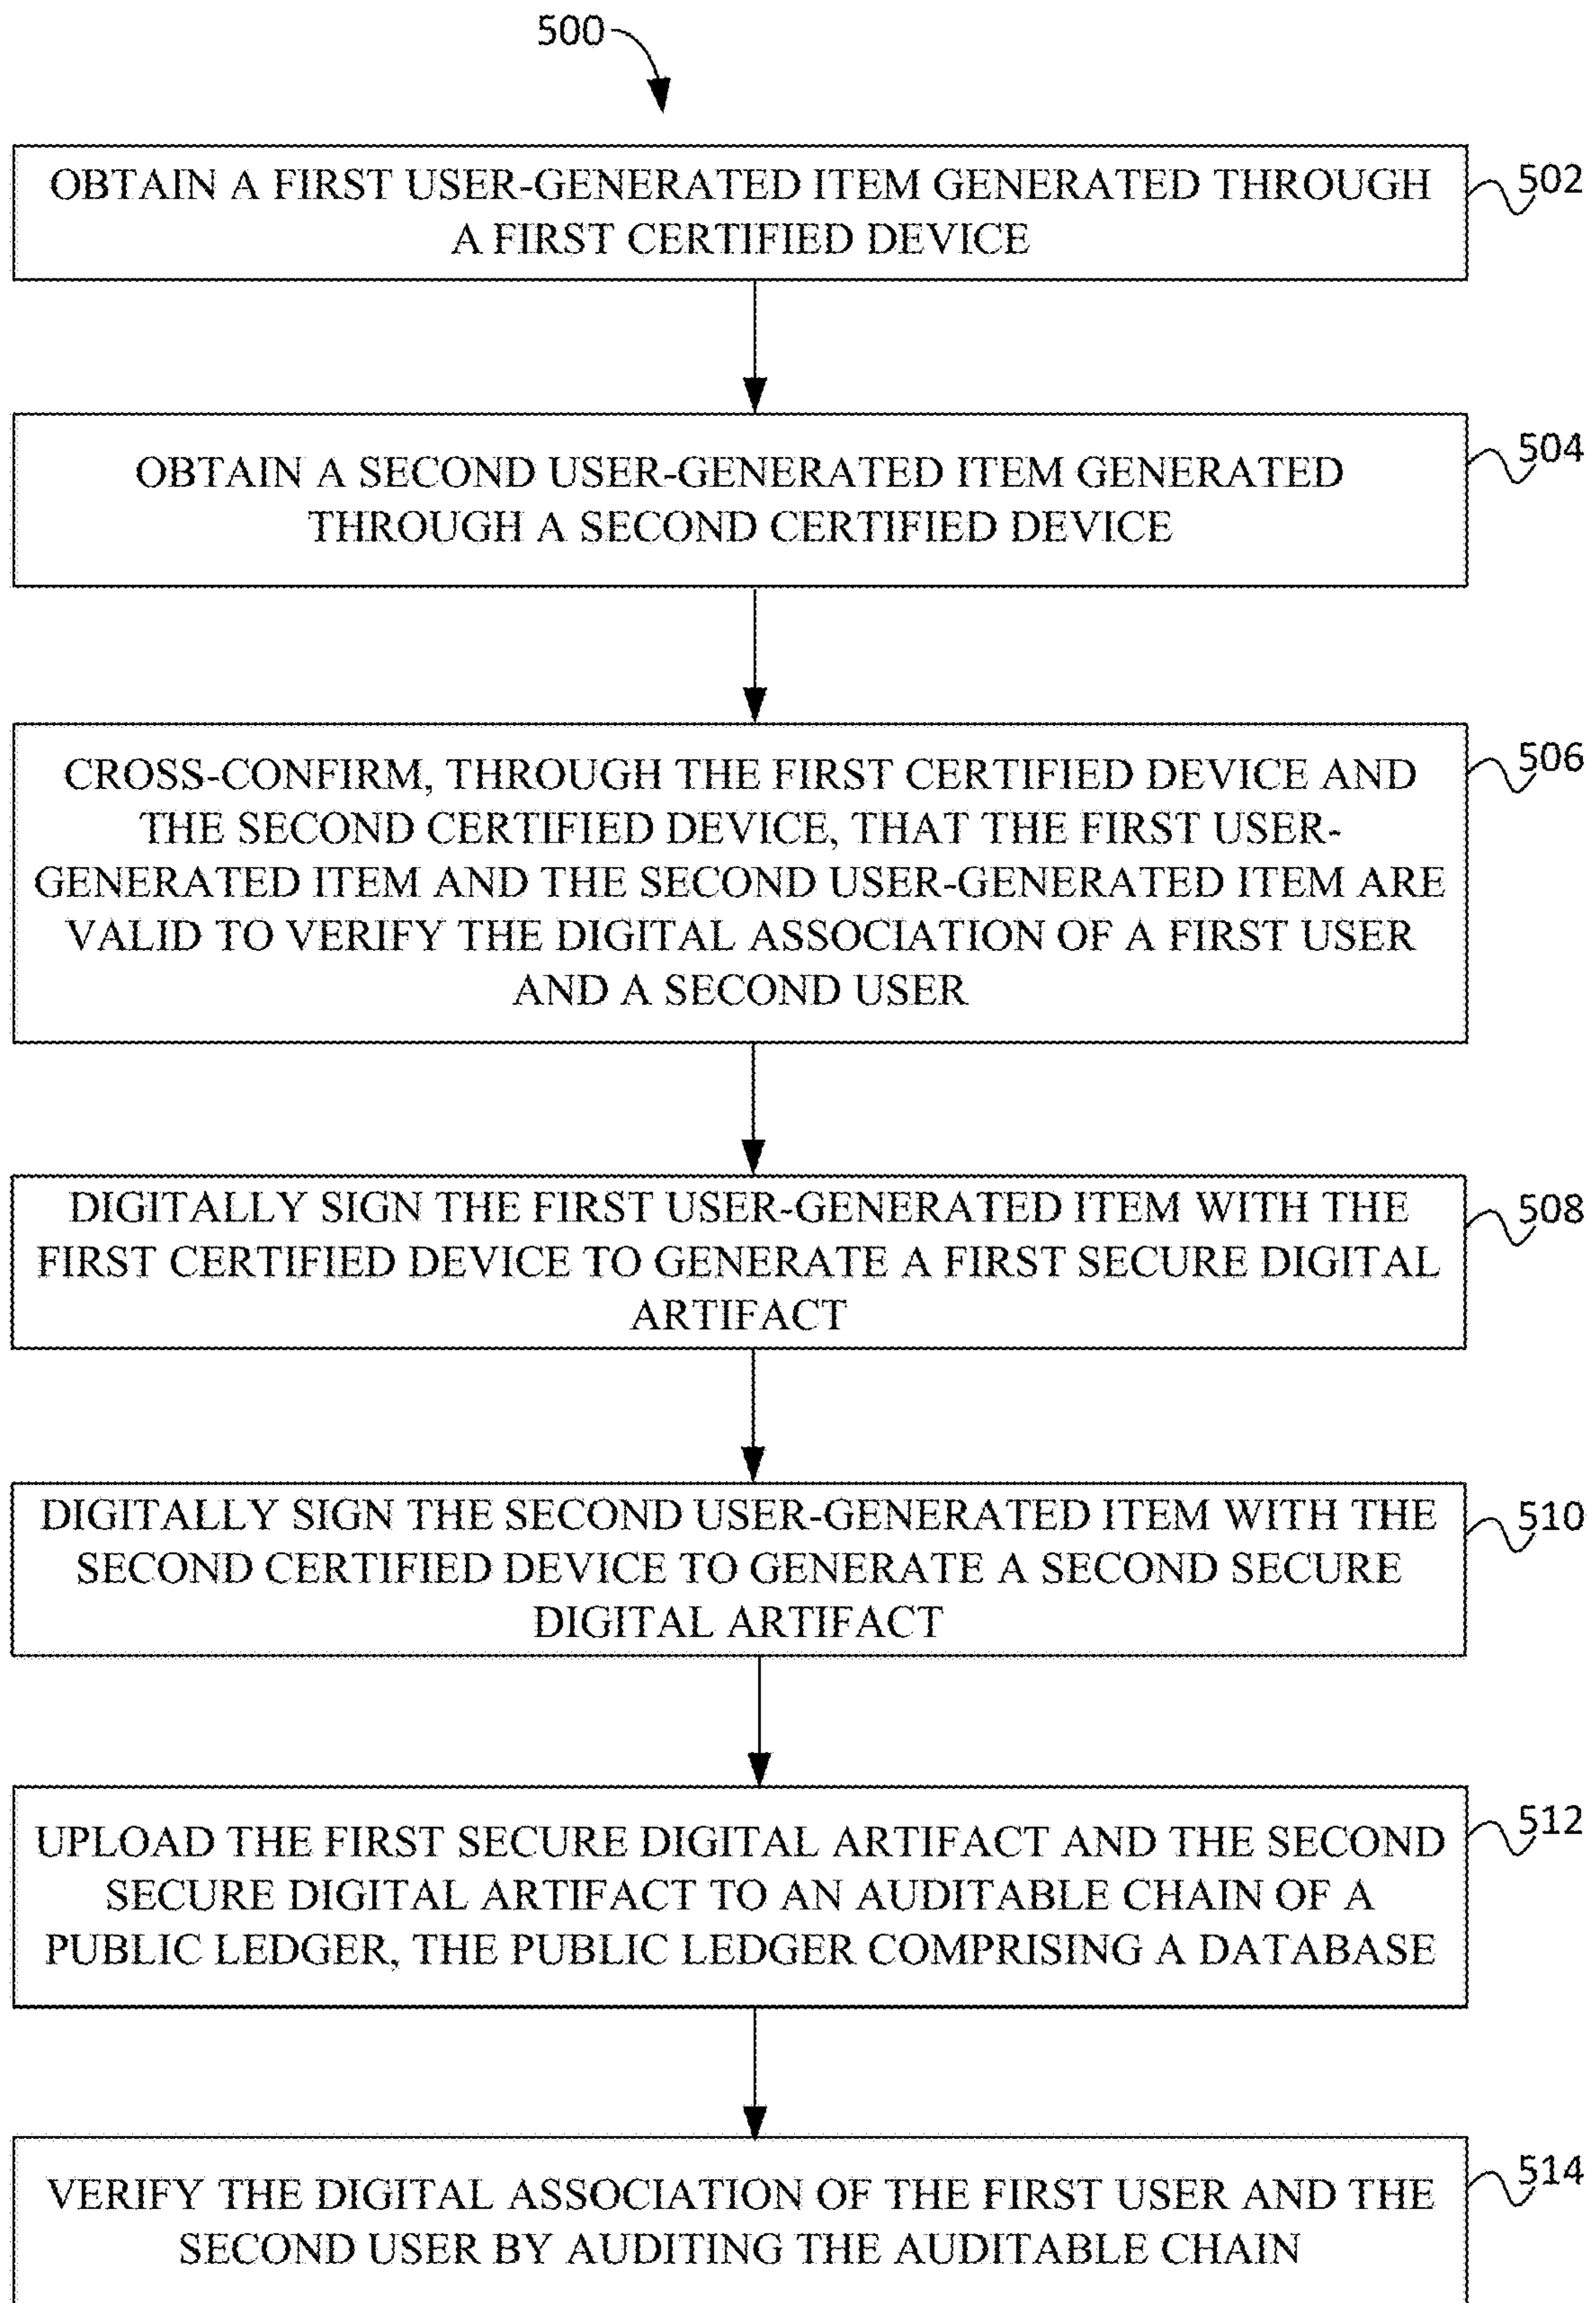 500
OBTAIN A FIRST USER-GENERATED ITEM GENERATED THROUGH
A FIRST CERTIFIED DEVICE
502
OBTAIN A SECOND USER-GENERATED ITEM GENERATED
THROUGH A SECOND CERTIFIED DEVICE
504
CROSS-CONFIRM, THROUGH THE FIRST CERTIFIED DEVICE AND
THE SECOND CERTIFIED DEVICE, THAT THE FIRST USER-
GENERATED ITEM AND THE SECOND USER-GENERATED ITEM ARE
VALID TO VERIFY THE DIGITAL ASSOCIATION OF A FIRST USER
AND A SECOND USER
506
DIGITALLY SIGN THE FIRST USER-GENERATED ITEM WITH THE
FIRST CERTIFIED DEVICE TO GENERATE A FIRST SECURE DIGITAL
ARTIFACT
508
DIGITALLY SIGN THE SECOND USER-GENERATED ITEM WITH THE
SECOND CERTIFIED DEVICE TO GENERATE A SECOND SECURE
DIGITAL ARTIFACT
510
UPLOAD THE FIRST SECURE DIGITAL ARTIFACT AND THE SECOND
SECURE DIGITAL ARTIFACT TO AN AUDITABLE CHAIN OF A
PUBLIC LEDGER, THE PUBLIC LEDGER COMPRISING A DATABASE
512
VERIFY THE DIGITAL ASSOCIATION OF THE FIRST USER AND THE
SECOND USER BY AUDITING THE AUDITABLE CHAIN
514